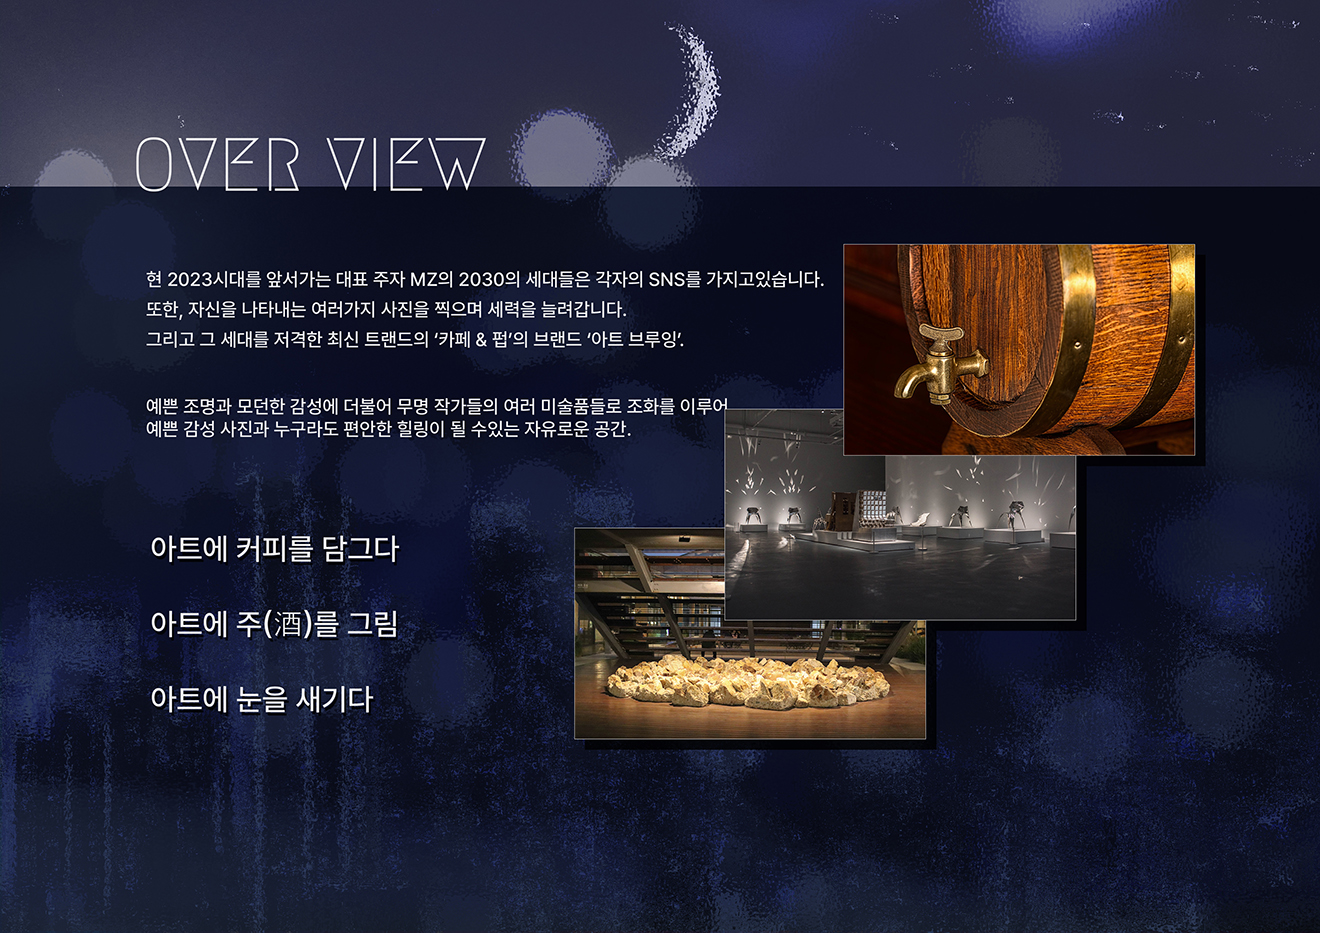 OVER VIEW
현 2023시대를 앞서가는 대표 주자 MZ의 2030의 세대들은 각자의 SNS를 가지고있습니다.
또한, 자신을 나타내는 여러가지 사진을 찍으며 세력을 늘려갑니다.
그리고 그 세대를 저격한 최신 트랜드의 ‘카페 & 펍’의 브랜드 ‘아트 브루잉’.
예쁜 조명과 모던한 감성에 더불어 무명 작가들의 여러 미술품들로 조화를 이루어
예쁜 감성 사진과 누구라도 편안한 힐링이 될 수있는 자유로운 공간.
아트에 커피를 담그다
아트에 주(酒)를 그림
아트에 눈을 새기다